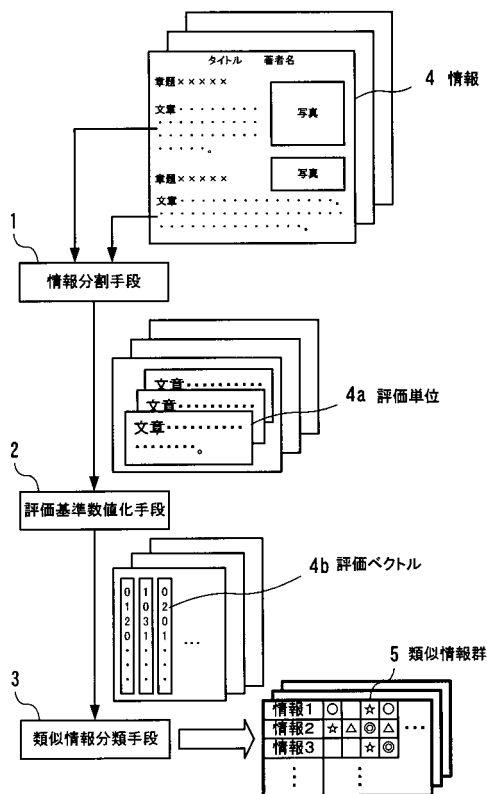 タイトル 著者名
章題×××××
4 情報
文章・・・・・・・・
写真
・・・・・・・・・・
・・・・・・・・・・
・・・・・。
章題×××××
写真
文章・・・・・・・・・・・・・・・・。
・・・・・・・・・・・・・・・・・・
・・・・・・・・・・・・・・。
1
情報分割手段
文章・・・・・・・・・・
文章・・・・・・・・・・
文章・・・・・・・・・・
・・・・・・・・。
4a 評価単位
2
評価基準数値化手段
4b 評価ベクトル
0120・・・
1031・・・
0201・・・
…
5 類似情報群
3
類似情報分類手段
情報1 ○ ☆ ○
情報2 ☆ △ ◎ △ …
情報3 ☆ ◎
⋮ ⋮